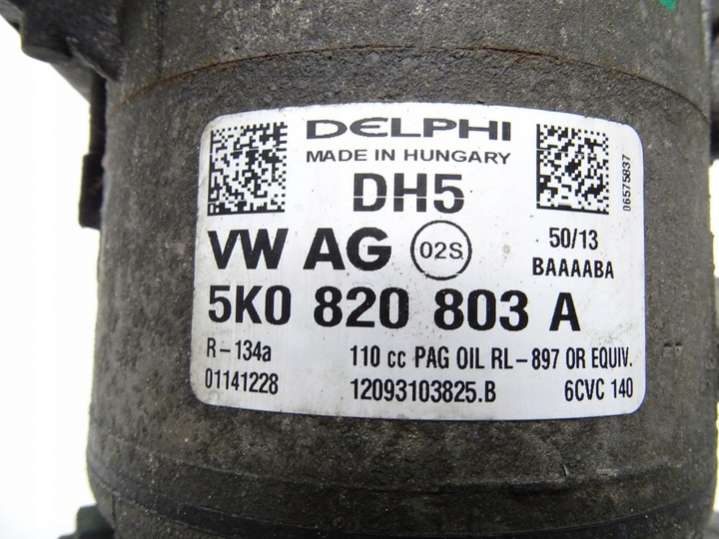 DELPHI
MADE IN HUNGARY
DH5
06575837
VW AG 02S 50/13
BAAAABA
5K0 820 803 A
R-134a 110 cc PAG OIL RL-897 OR EQUIV.
01141228 12093103825.B 6CVC 140